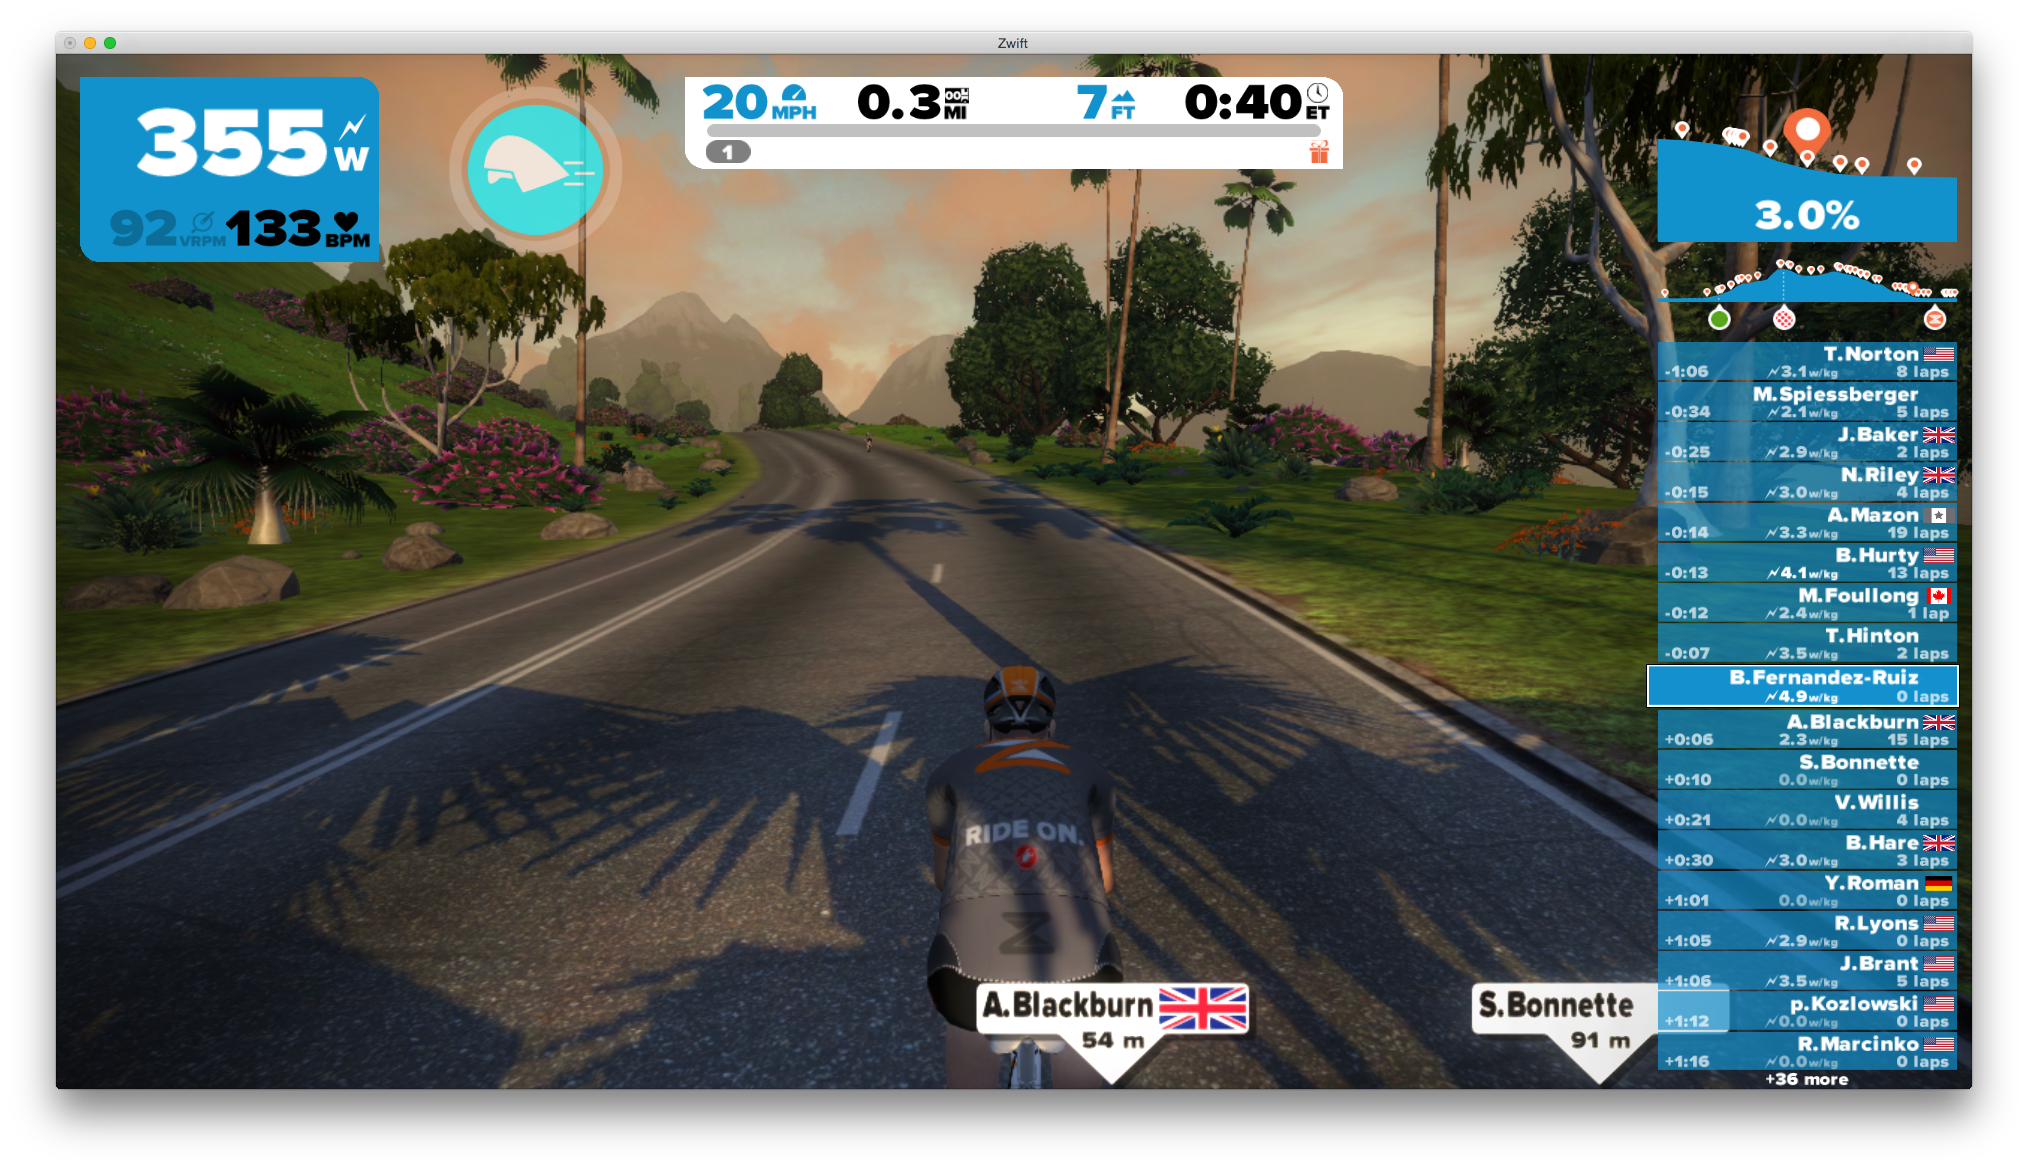 Zwift
355 W
92 VRPM 133 BPM
20 MPH 0.3 MI 7 FT 0:40 ET
1
3.0%
T.Norton
-1:06 3.1 w/kg 8 laps
M.Spiessberger
-0:34 2.1 w/kg 5 laps
J.Baker
-0:25 2.9 w/kg 2 laps
N.Riley
-0:15 3.0 w/kg 4 laps
A.Mazon
-0:14 3.3 w/kg 19 laps
B.Hurty
-0:13 4.1 w/kg 13 laps
M.Foullong
-0:12 2.4 w/kg 1 lap
T.Hinton
-0:07 3.5 w/kg 2 laps
B.Fernandez-Ruiz
4.9 w/kg 0 laps
A.Blackburn
+0:06 2.3 w/kg 15 laps
S.Bonnette
+0:10 0.0 w/kg 0 laps
V.Willis
+0:21 0.0 w/kg 4 laps
B.Hare
+0:30 3.0 w/kg 3 laps
Y.Roman
+1:01 0.0 w/kg 0 laps
R.Lyons
+1:05 2.9 w/kg 0 laps
J.Brant
+1:06 3.5 w/kg 5 laps
p.Kozlowski
+1:12 0.0 w/kg 0 laps
R.Marcinko
+1:16 0.0 w/kg 0 laps
+36 more
RIDE ON.
A.Blackburn
54 m
S.Bonnette
91 m